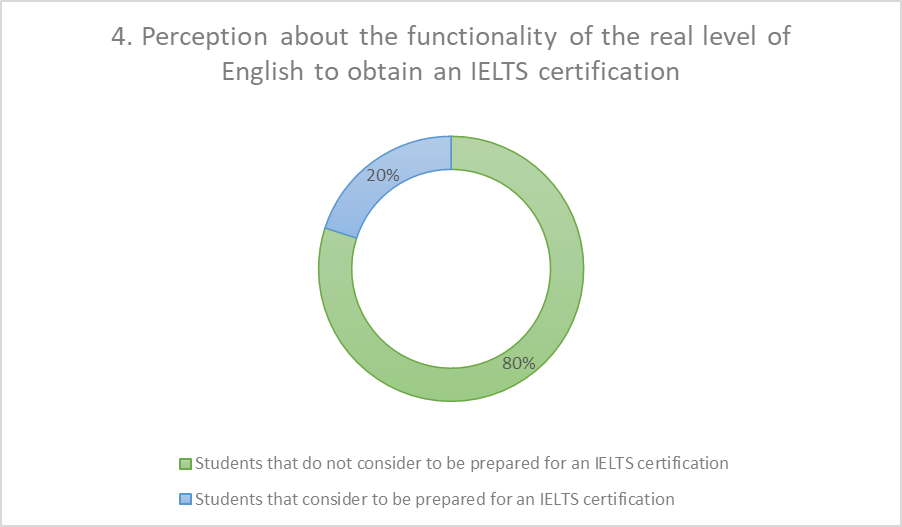 4. Perception about the functionality of the real level of
English to obtain an IELTS certification
20%
80%
Students that do not consider to be prepared for an IELTS certification
Students that consider to be prepared for an IELTS certification